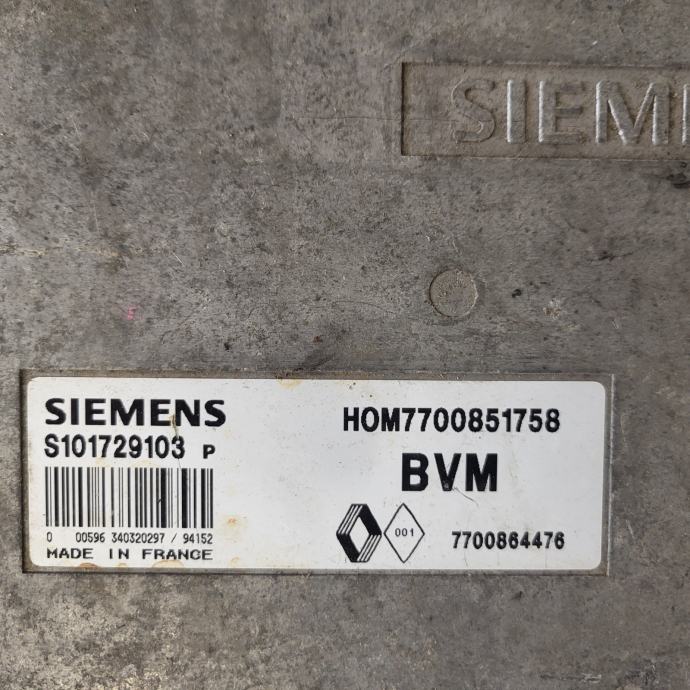 SIEM
SIEMENS
S101729103 P
0 00596 340320297 / 94152
MADE IN FRANCE
HOM7700851758
BVM
001
7700864476